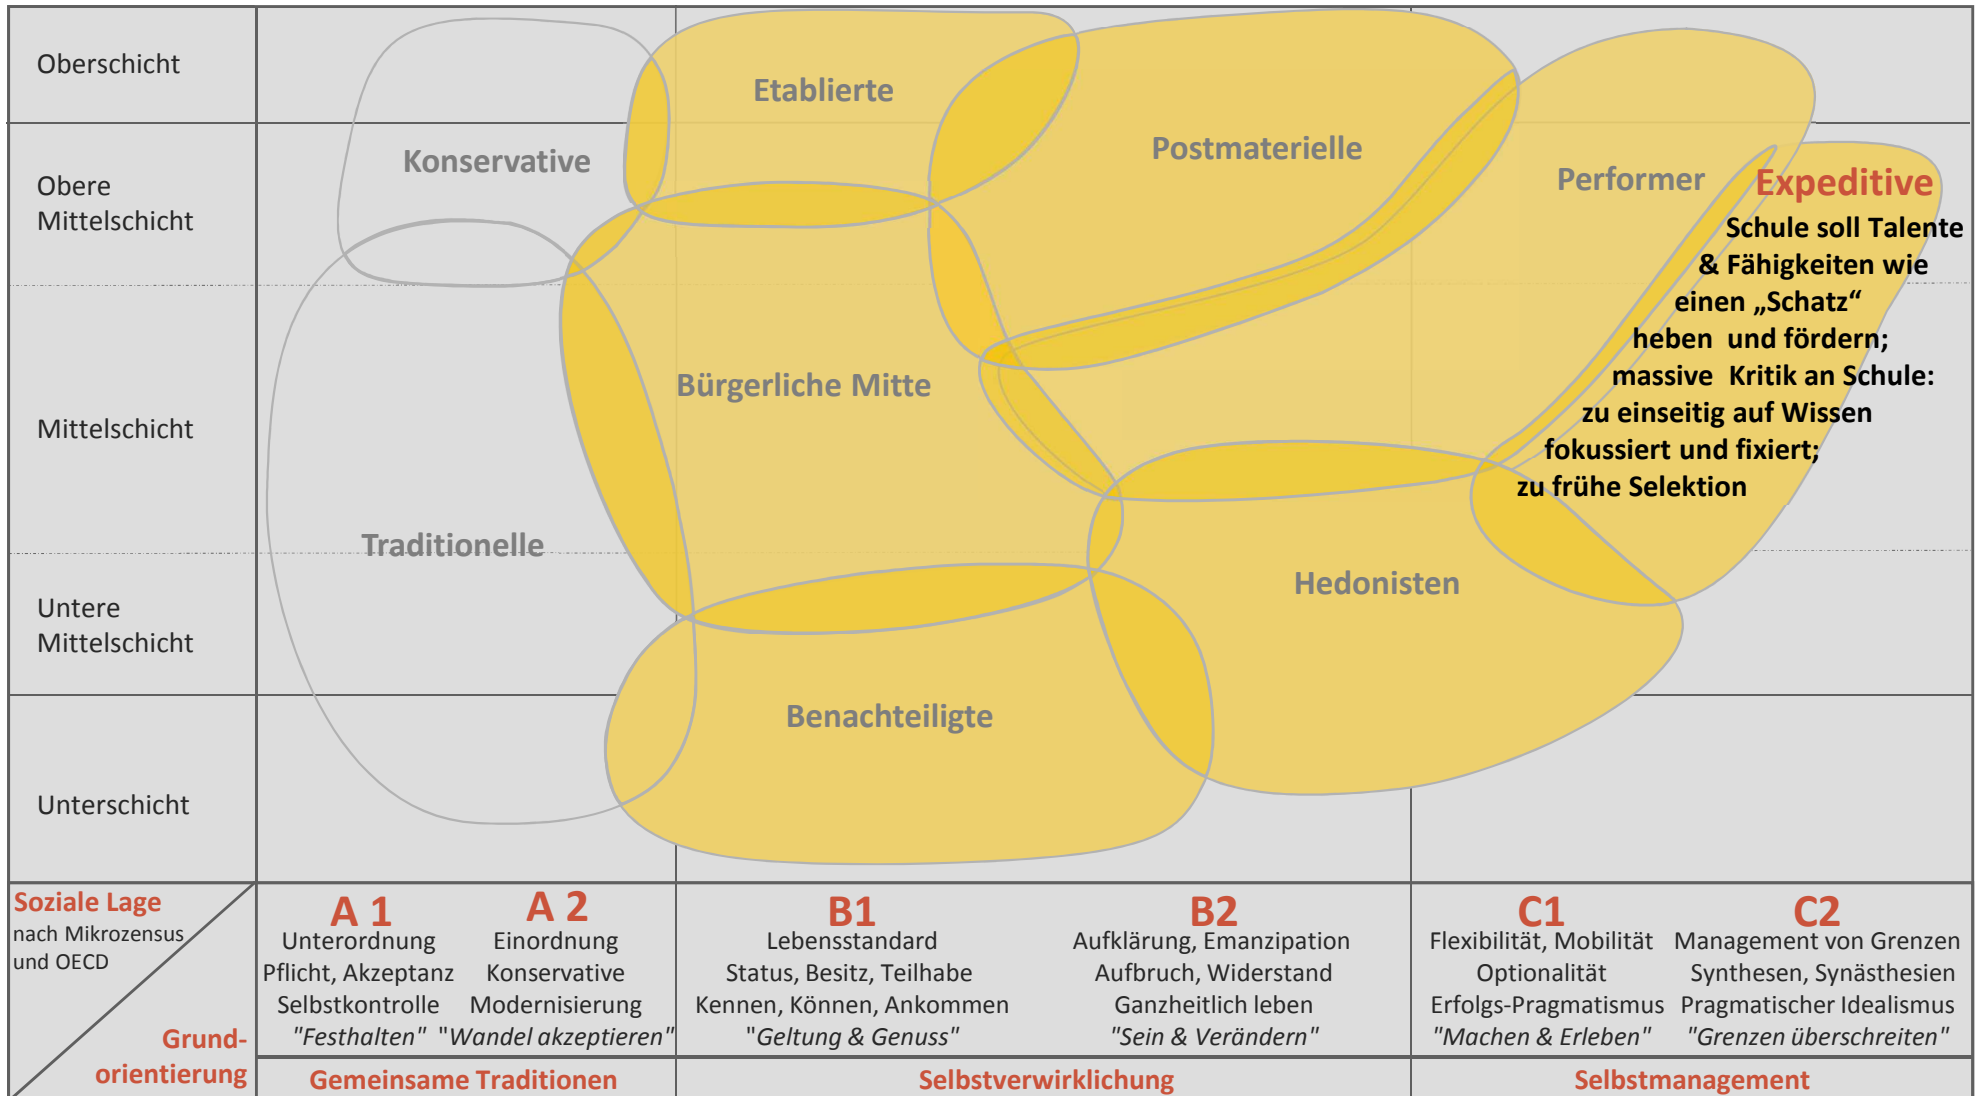 Oberschicht
Obere
Mittelschicht
Mittelschicht
Untere
Mittelschicht
Unterschicht
Konservative
Etablierte
Postmaterielle
Performer
Expeditive
Schule soll Talente
& Fähigkeiten wie
einen „Schatz“
heben und fördern;
massive Kritik an Schule:
zu einseitig auf Wissen
fokussiert und fixiert;
zu frühe Selektion
Bürgerliche Mitte
Traditionelle
Hedonisten
Benachteiligte
Soziale Lage
nach Mikrozensus
und OECD
Grund-
orientierung
A 1
Unterordnung
Pflicht, Akzeptanz
Selbstkontrolle
"Festhalten"
A 2
Einordnung
Konservative
Modernisierung
"Wandel akzeptieren"
B1
Lebensstandard
Status, Besitz, Teilhabe
Kennen, Können, Ankommen
"Geltung & Genuss"
B2
Aufklärung, Emanzipation
Aufbruch, Widerstand
Ganzheitlich leben
"Sein & Verändern"
C1
Flexibilität, Mobilität
Optionalität
Erfolgs-Pragmatismus
"Machen & Erleben"
C2
Management von Grenzen
Synthesen, Synästhesien
Pragmatischer Idealismus
"Grenzen überschreiten"
Gemeinsame Traditionen
Selbstverwirklichung
Selbstmanagement